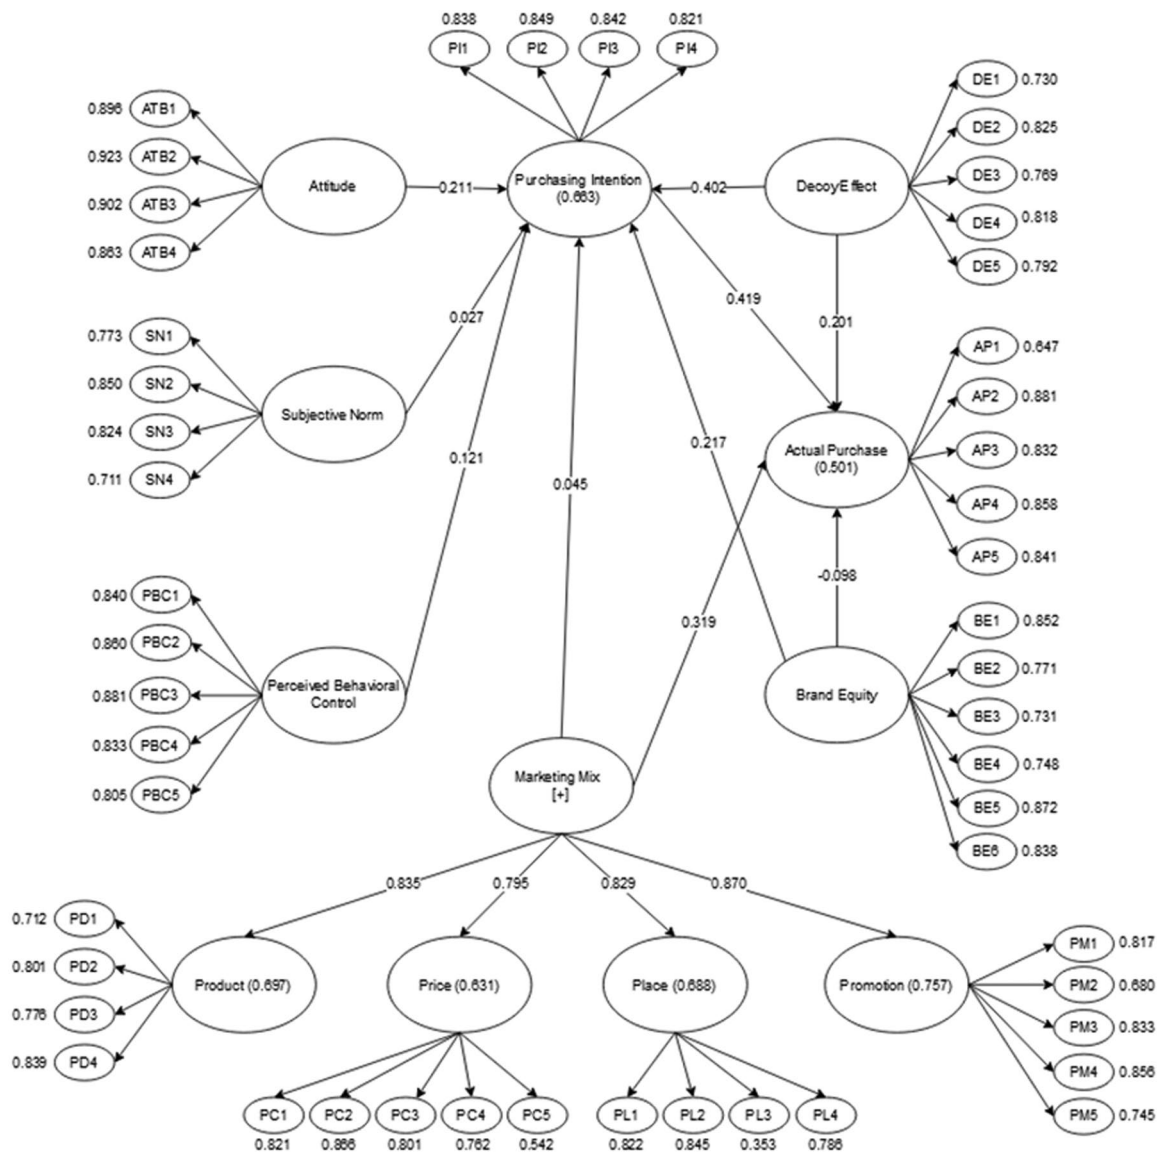 0.838 0.849 0.842 0.821
PI1 PI2 PI3 PI4
0.896 ATB1
0.923 ATB2
0.902 ATB3
0.863 ATB4
Attitude
0.211
Purchasing Intention
(0.663)
0.402
DecoyEffect
DE1 0.730
DE2 0.825
DE3 0.769
DE4 0.818
DE5 0.792
0.773 SN1
0.850 SN2
0.824 SN3
0.711 SN4
Subjective Norm
0.027
0.419
0.201
AP1 0.647
AP2 0.881
AP3 0.832
AP4 0.858
AP5 0.841
Actual Purchase
(0.501)
0.121
0.045
0.217
-0.098
0.319
0.840 PBC1
0.860 PBC2
0.881 PBC3
0.833 PBC4
0.805 PBC5
Perceived Behavioral
Control
Brand Equity
BE1 0.852
BE2 0.771
BE3 0.731
BE4 0.748
BE5 0.872
BE6 0.838
Marketing Mix
[+]
0.835 0.795 0.829 0.870
0.712 PD1
0.801 PD2
0.776 PD3
0.839 PD4
Product (0.697)
Price (0.631)
Place (0.688)
Promotion (0.757)
PM1 0.817
PM2 0.680
PM3 0.833
PM4 0.856
PM5 0.745
PC1 PC2 PC3 PC4 PC5
0.821 0.866 0.801 0.762 0.542
PL1 PL2 PL3 PL4
0.822 0.845 0.353 0.786